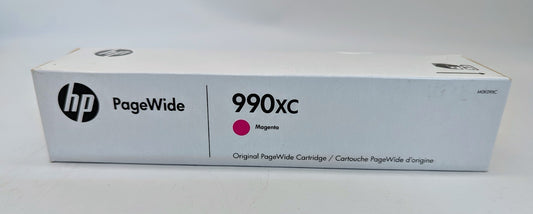 hp
PageWide
990XC
Magenta
Original PageWide Cartridge / Cartouche PageWide d'origine